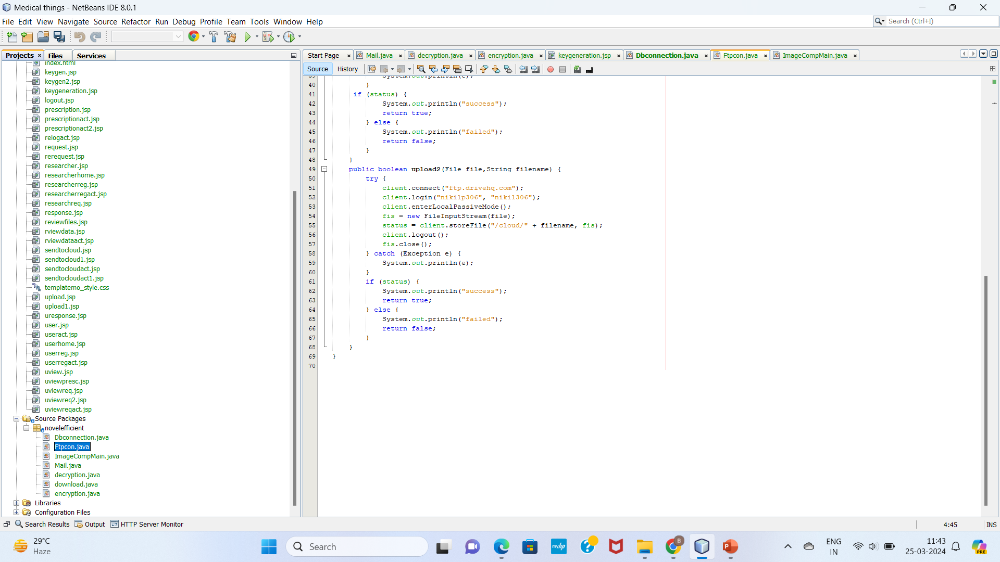 Medical things - NetBeans IDE 8.0.1
File Edit View Navigate Source Refactor Run Debug Profile Team Tools Window Help
Search (Ctrl+I)
Projects Files Services
Start Page Mail.java decryption.java encryption.java keygeneration.jsp Dbconnection.java Ftpcon.java ImageCompMain.java
Source History
index.html
keygen.jsp
keygen2.jsp
keygeneration.jsp
logout.jsp
prescription.jsp
prescriptionact.jsp
prescriptionact2.jsp
relogact.jsp
request.jsp
rerequest.jsp
researcher.jsp
researcherhome.jsp
researcherreg.jsp
researcherregact.jsp
researchreq.jsp
response.jsp
reviewfiles.jsp
rviewdata.jsp
rviewdataact.jsp
sendtocloud.jsp
sendtocloud1.jsp
sendtocloudact.jsp
sendtocloudact1.jsp
templatemo_style.css
upload.jsp
upload1.jsp
uresponse.jsp
user.jsp
useract.jsp
userhome.jsp
userreg.jsp
userregact.jsp
uview.jsp
uviewpresc.jsp
uviewreq.jsp
uviewreq2.jsp
uviewreqact.jsp
Source Packages
novelefficient
Dbconnection.java
Ftpcon.java
ImageCompMain.java
Mail.java
decryption.java
download.java
encryption.java
Libraries
Configuration Files
39 System.out.println(e);
40 }
41 if (status) {
42 System.out.println("success");
43 return true;
44 } else {
45 System.out.println("failed");
46 return false;
47 }
48 }
49 public boolean upload2(File file,String filename) {
50 try {
51 client.connect("ftp.drivehq.com");
52 client.login("nikilp306", "nikil306");
53 client.enterLocalPassiveMode();
54 fis = new FileInputStream(file);
55 status = client.storeFile("/cloud/" + filename, fis);
56 client.logout();
57 fis.close();
58 } catch (Exception e) {
59 System.out.println(e);
60 }
61 if (status) {
62 System.out.println("success");
63 return true;
64 } else {
65 System.out.println("failed");
66 return false;
67 }
68 }
69 }
70
Search Results Output HTTP Server Monitor
4:45 INS
29°C
Haze
Search
myhp
B
P
PRE
ENG
IN
11:43
25-03-2024